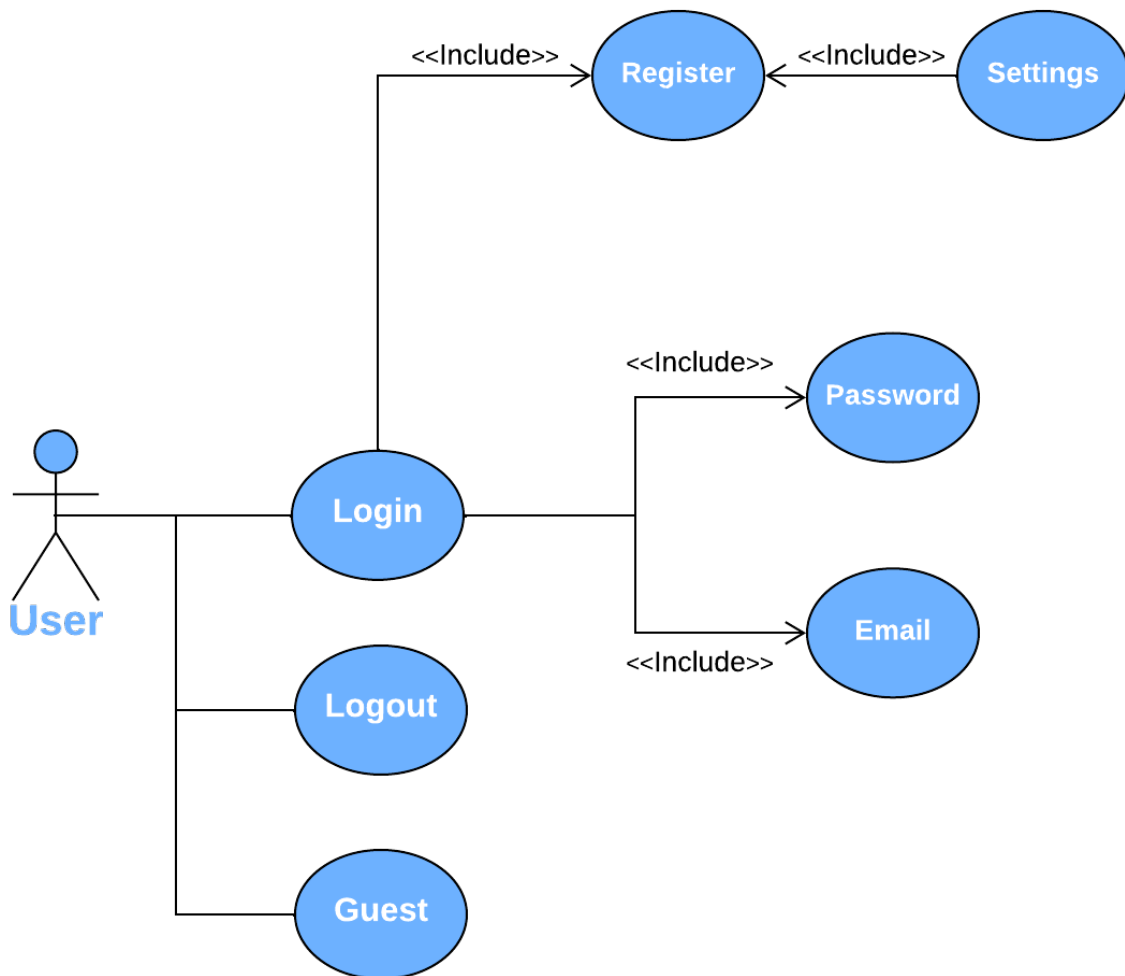 <<Include>>
Register
<<Include>>
Settings
<<Include>>
Password
Login
User
Email
<<Include>>
Logout
Guest